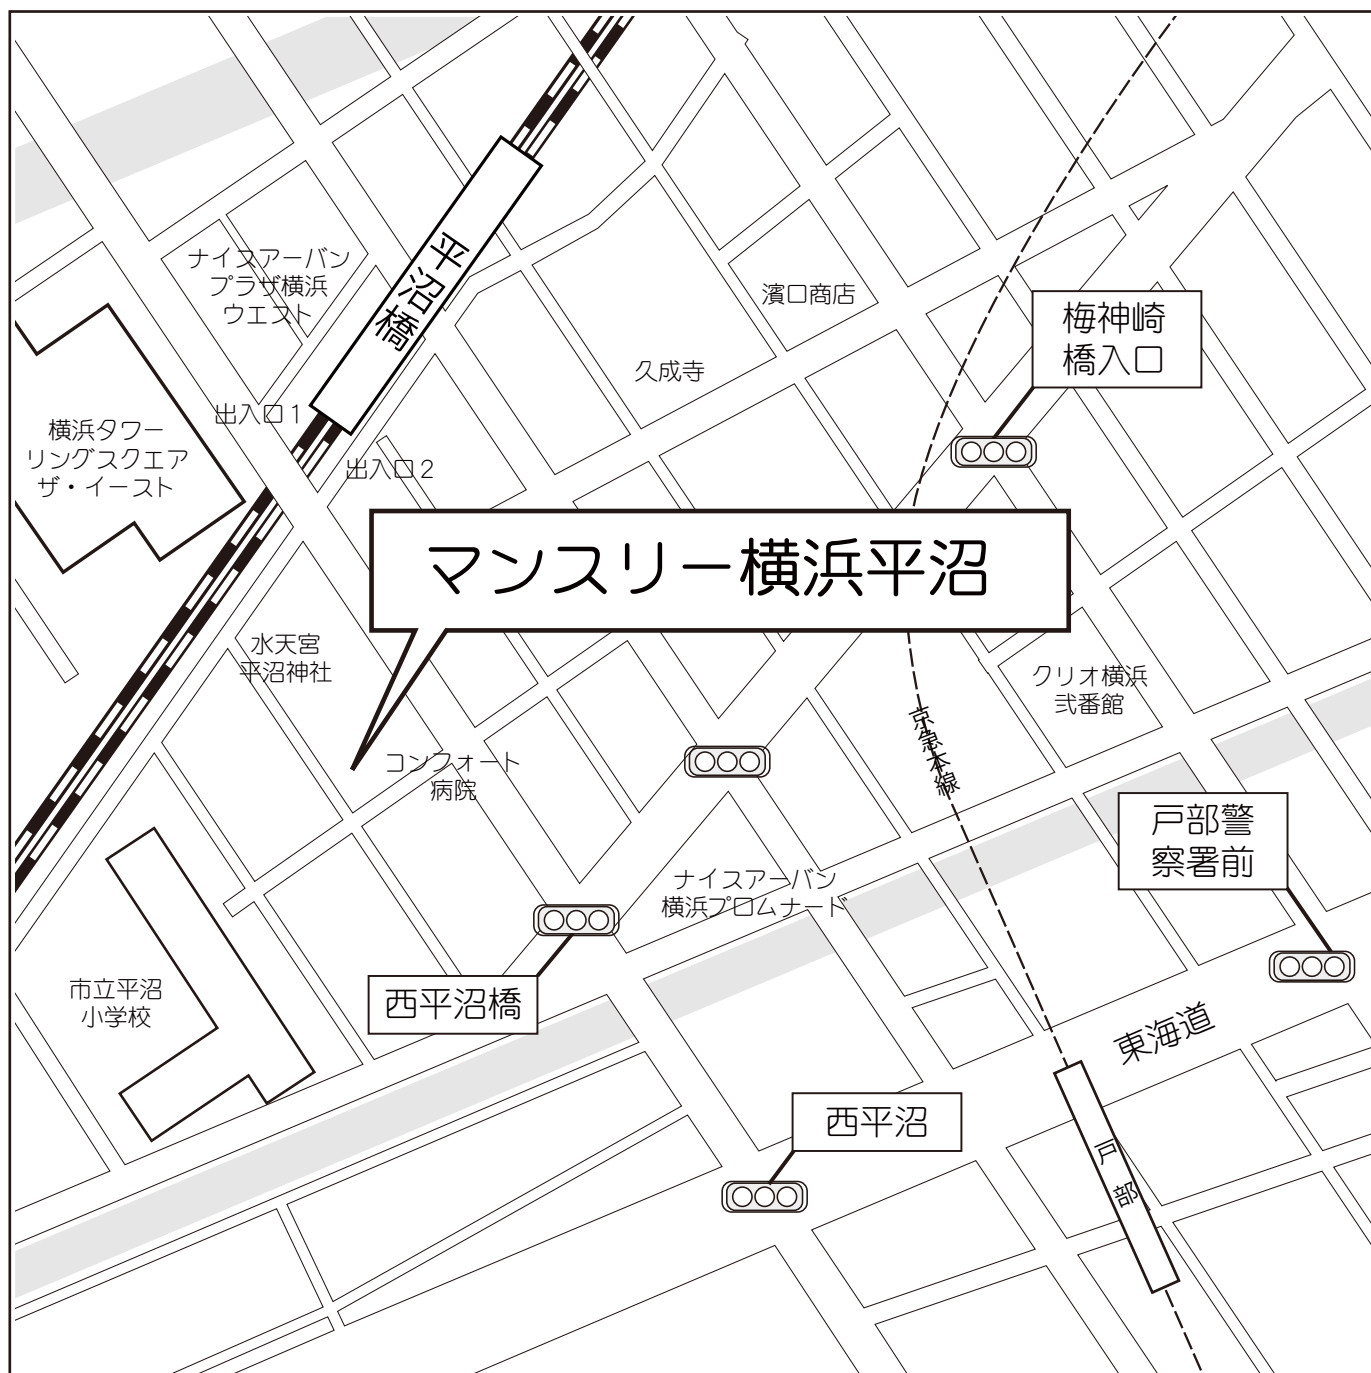 平沼橋
ナイスアーバン
プラザ横浜
ウエスト
濱口商店
梅神崎
橋入口
久成寺
出入口1
横浜タワー
リングスクエア
ザ・イースト
出入口2
マンスリー横浜平沼
水天宮
平沼神社
クリオ横浜
弐番館
京急本線
コンフォート
病院
戸部警
察署前
ナイスアーバン
横浜プロムナード
西平沼橋
市立平沼
小学校
東海道
西平沼
戸部